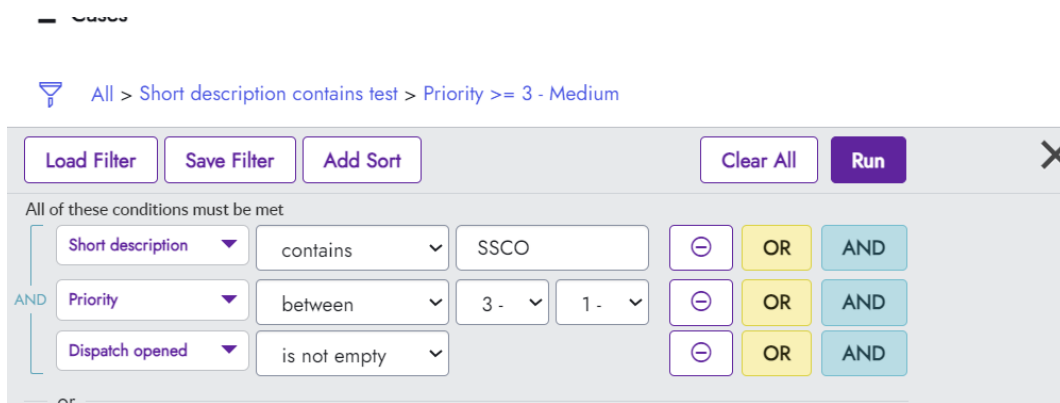 Cases
All > Short description contains test > Priority >= 3 - Medium
Load Filter Save Filter Add Sort Clear All Run
All of these conditions must be met
Short description contains SSCO OR AND
AND Priority between 3 - 1 - OR AND
Dispatch opened is not empty OR AND
or